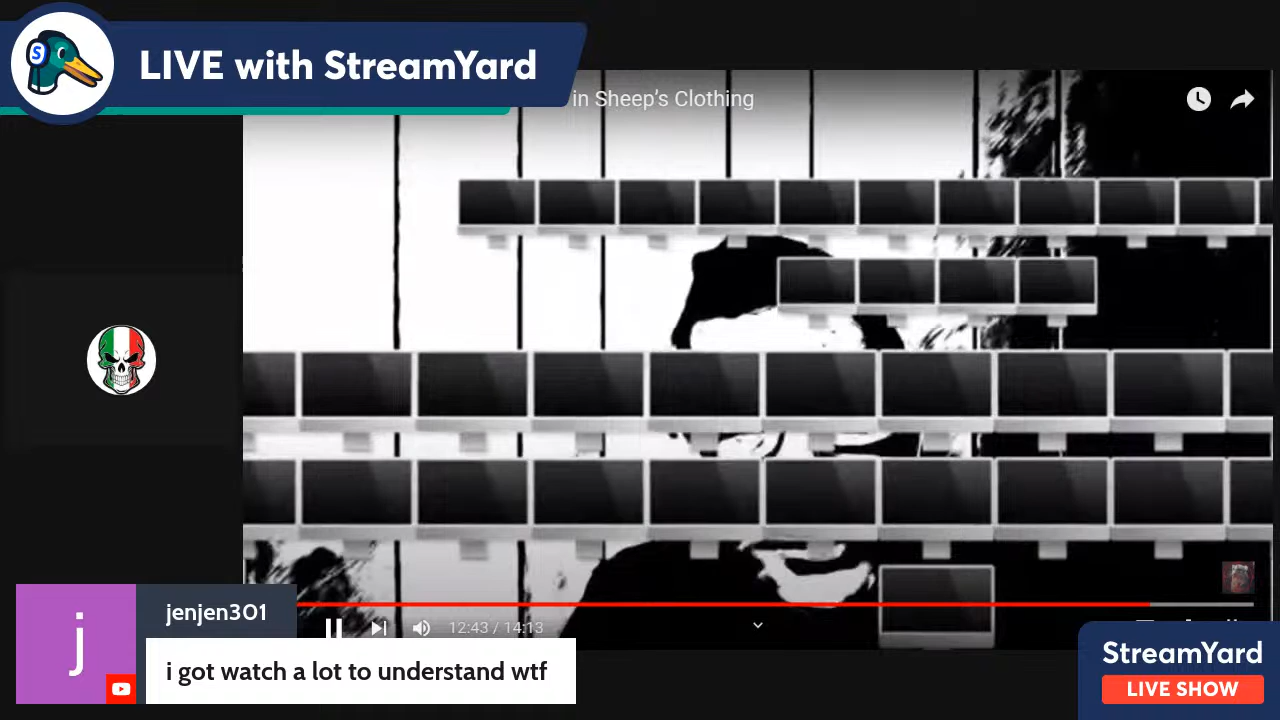 S
LIVE with StreamYard
in Sheep’s Clothing
12:43 / 14:13
j
jenjen301
i got watch a lot to understand wtf
StreamYard
LIVE SHOW